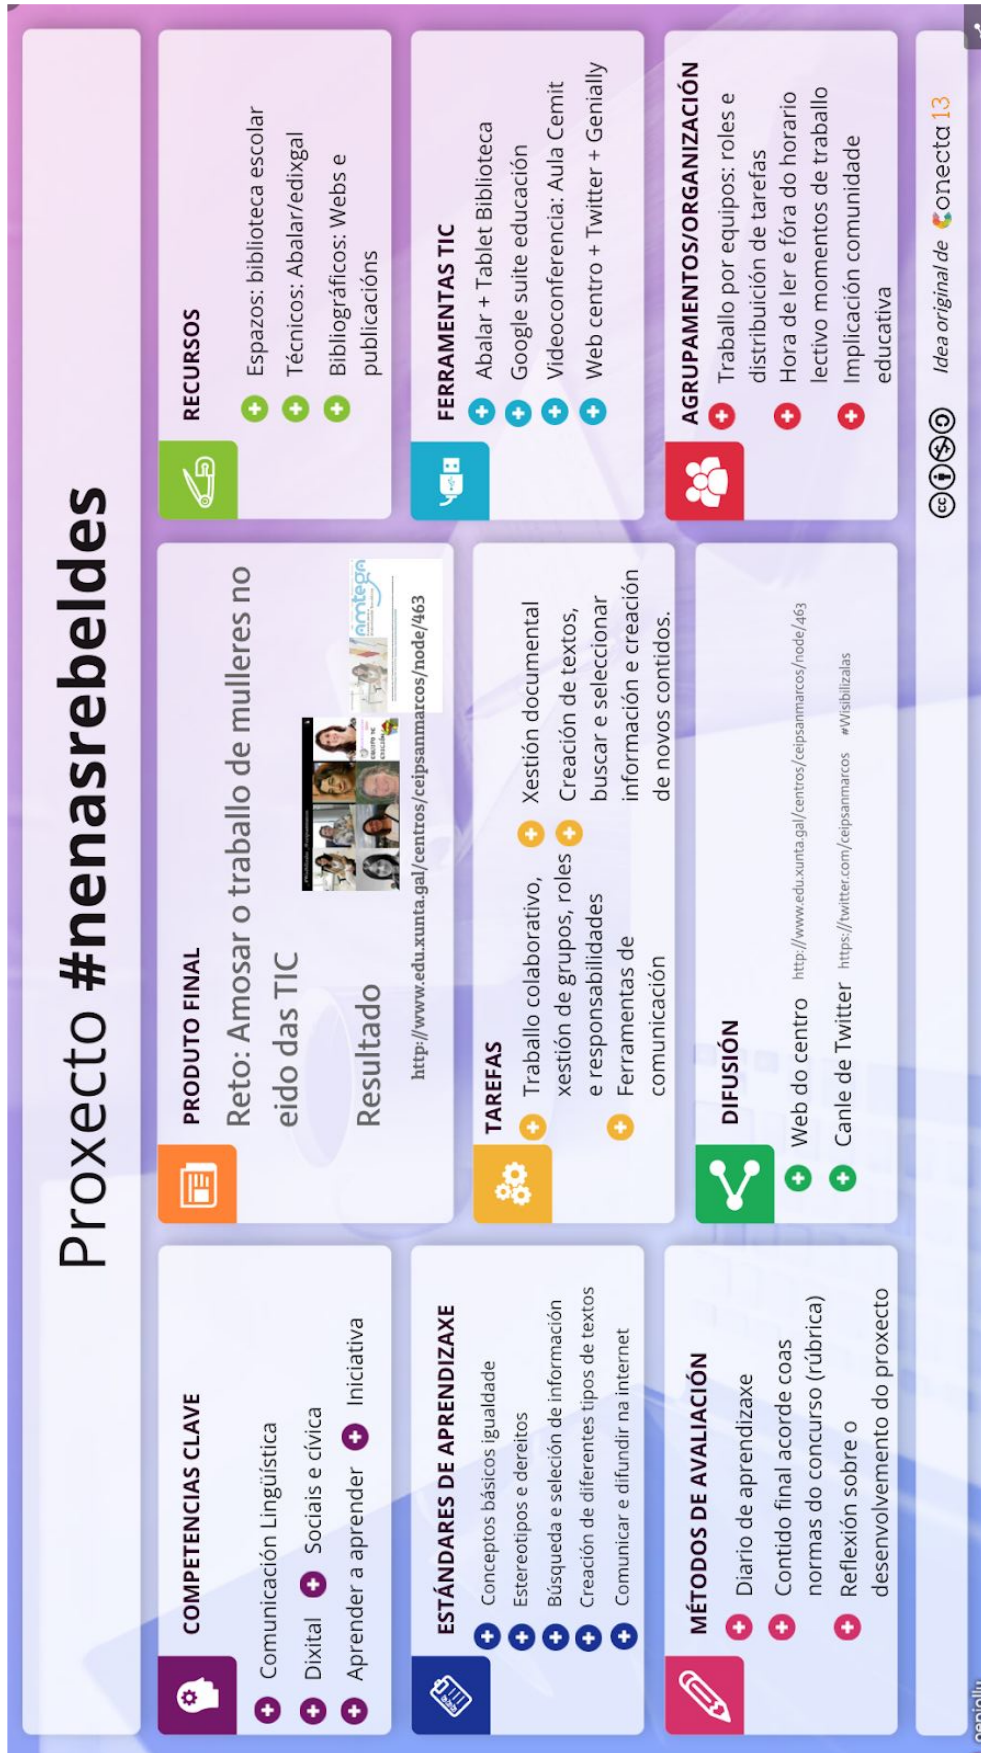 Proxecto #nenasrebeldes
COMPETENCIAS CLAVE
Comunicación Lingüística
Dixital
Sociais e cívica
Aprender a aprender
Iniciativa
ESTÁNDARES DE APRENDIZAXE
Conceptos básicos igualdade
Estereotipos e dereitos
Búsqueda e seleción de información
Creación de diferentes tipos de textos
Comunicar e difundir na internet
MÉTODOS DE AVALIACIÓN
Diario de aprendizaxe
Contido final acorde coas
normas do concurso (rúbrica)
Reflexión sobre o
desenvolvemento do proxecto
PRODUTO FINAL
Reto: Amosar o traballo de mulleres no
eido das TIC
Resultado
amtega
http://www.edu.xunta.gal/centros/ceipsanmarcos/node/463
TAREFAS
Traballo colaborativo,
xestión de grupos, roles
e responsabilidades
Ferramentas de
comunicación
Xestión documental
Creación de textos,
buscar e seleccionar
información e creación
de novos contidos.
DIFUSIÓN
Web do centro http://www.edu.xunta.gal/centros/ceipsanmarcos/node/463
Canle de Twitter https://twitter.com/ceipsanmarcos #Wisibilizalas
RECURSOS
Espazos: biblioteca escolar
Técnicos: Abalar/edixgal
Bibliográficos: Webs e
publicacións
FERRAMENTAS TIC
Abalar + Tablet Biblioteca
Google suite educación
Videoconferencia: Aula Cemit
Web centro + Twitter + Genially
AGRUPAMENTOS/ORGANIZACIÓN
Traballo por equipos: roles e
distribuición de tarefas
Hora de ler e fóra do horario
lectivo momentos de traballo
Implicación comunidade
educativa
cc
Idea original de Conecta 13
genially